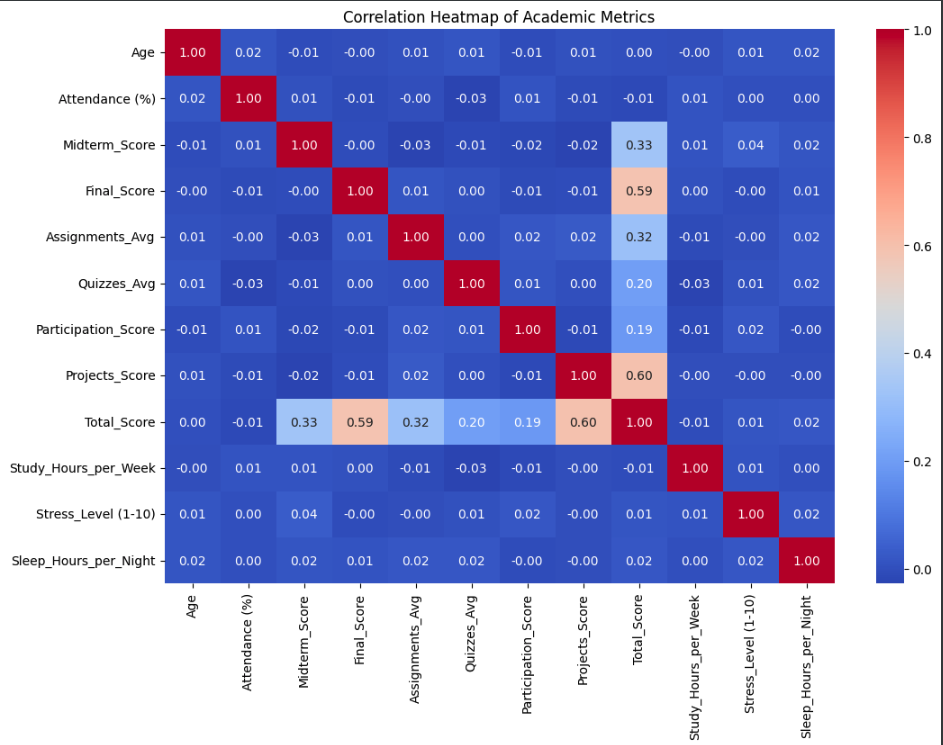 Correlation Heatmap of Academic Metrics
Age 1.00 0.02 -0.01 -0.00 0.01 0.01 -0.01 0.01 0.00 -0.00 0.01 0.02
Attendance (%) 0.02 1.00 0.01 -0.01 -0.00 -0.03 0.01 -0.01 -0.01 0.01 0.00 0.00
Midterm_Score -0.01 0.01 1.00 -0.00 -0.03 -0.01 -0.02 -0.02 0.33 0.01 0.04 0.02
Final_Score -0.00 -0.01 -0.00 1.00 0.01 0.00 -0.01 -0.01 0.59 0.00 -0.00 0.01
Assignments_Avg 0.01 -0.00 -0.03 0.01 1.00 0.00 0.02 0.02 0.32 -0.01 -0.00 0.02
Quizzes_Avg 0.01 -0.03 -0.01 0.00 0.00 1.00 0.01 0.00 0.20 -0.03 0.01 0.02
Participation_Score -0.01 0.01 -0.02 -0.01 0.02 0.01 1.00 -0.01 0.19 -0.01 0.02 -0.00
Projects_Score 0.01 -0.01 -0.02 -0.01 0.02 0.00 -0.01 1.00 0.60 -0.00 -0.00 -0.00
Total_Score 0.00 -0.01 0.33 0.59 0.32 0.20 0.19 0.60 1.00 -0.01 0.01 0.02
Study_Hours_per_Week -0.00 0.01 0.01 0.00 -0.01 -0.03 -0.01 -0.00 -0.01 1.00 0.01 0.00
Stress_Level (1-10) 0.01 0.00 0.04 -0.00 -0.00 0.01 0.02 -0.00 0.01 0.01 1.00 0.02
Sleep_Hours_per_Night 0.02 0.00 0.02 0.01 0.02 0.02 -0.00 -0.00 0.02 0.00 0.02 1.00
Age
Attendance (%)
Midterm_Score
Final_Score
Assignments_Avg
Quizzes_Avg
Participation_Score
Projects_Score
Total_Score
Study_Hours_per_Week
Stress_Level (1-10)
Sleep_Hours_per_Night
1.0
0.8
0.6
0.4
0.2
0.0